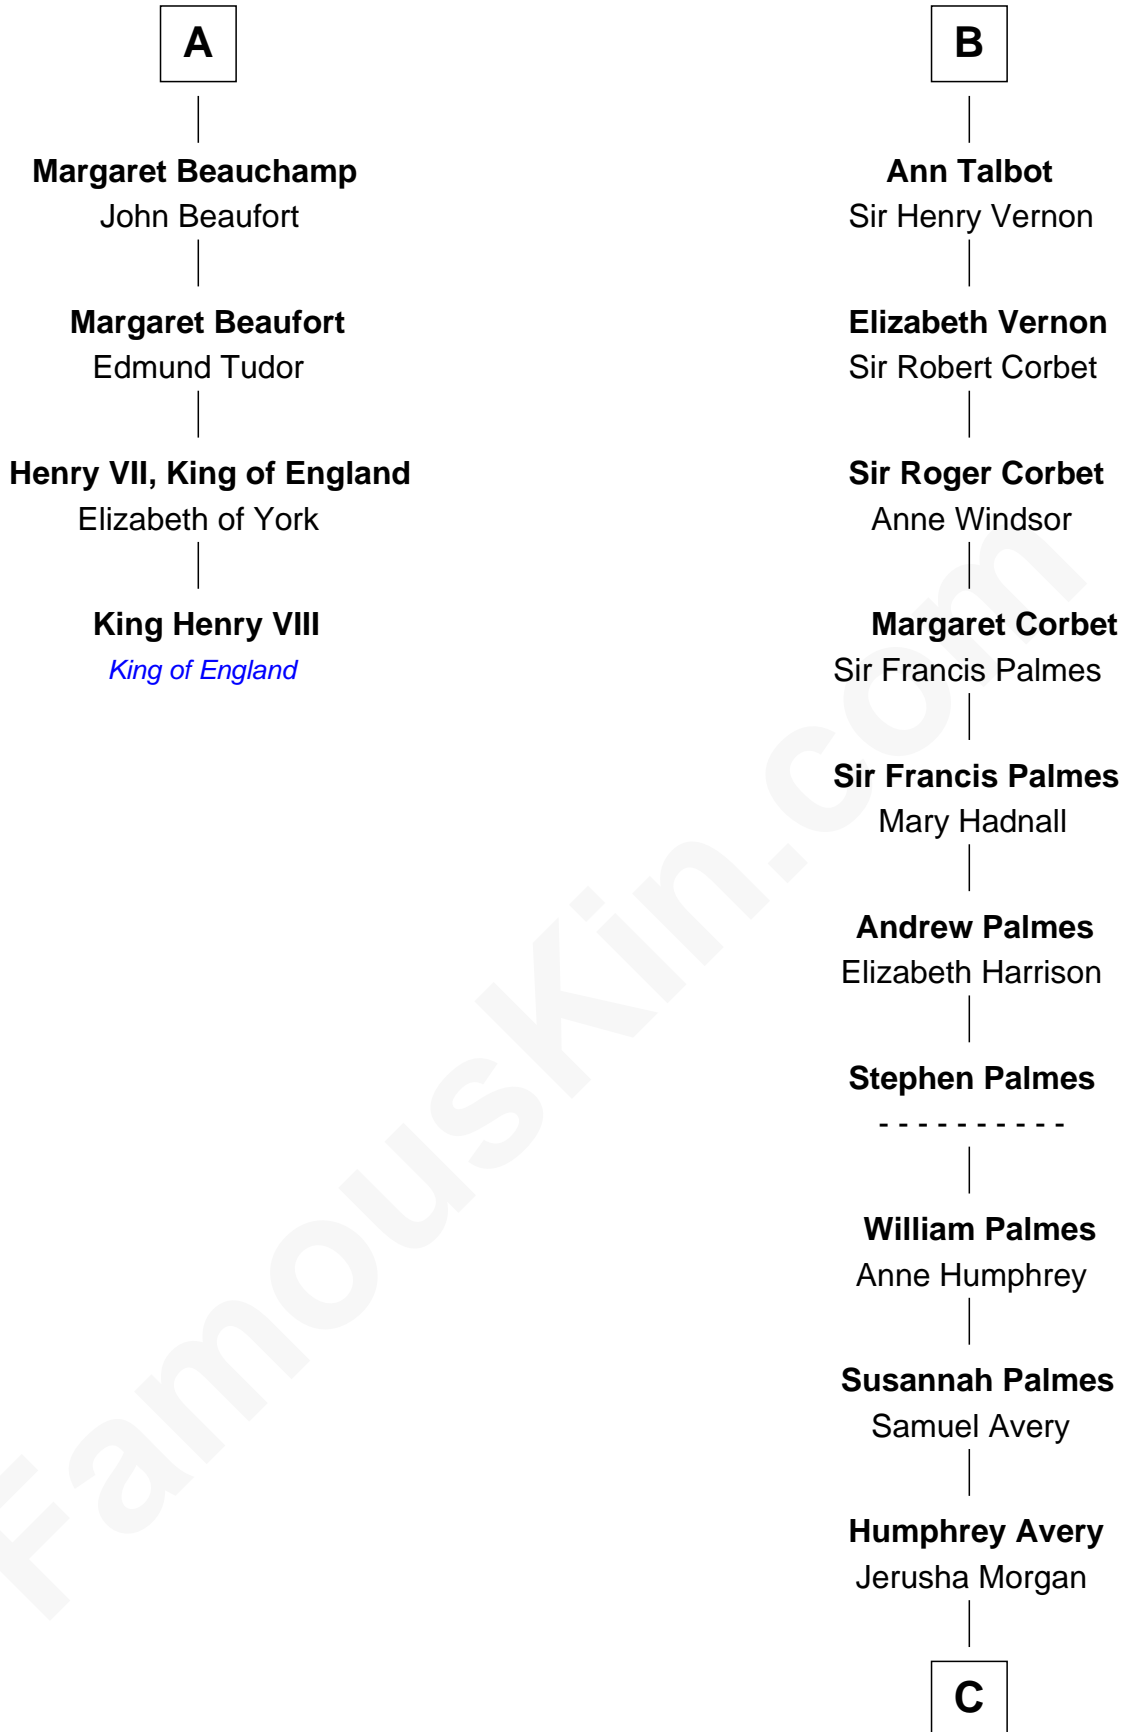 A
Margaret Beauchamp
John Beaufort
Margaret Beaufort
Edmund Tudor
Henry VII, King of England
Elizabeth of York
King Henry VIII
King of England
B
Ann Talbot
Sir Henry Vernon
Elizabeth Vernon
Sir Robert Corbet
Sir Roger Corbet
Anne Windsor
Margaret Corbet
Sir Francis Palmes
Sir Francis Palmes
Mary Hadnall
Andrew Palmes
Elizabeth Harrison
Stephen Palmes
- - - - - - - - - -
William Palmes
Anne Humphrey
Susannah Palmes
Samuel Avery
Humphrey Avery
Jerusha Morgan
C
FamousKin.com